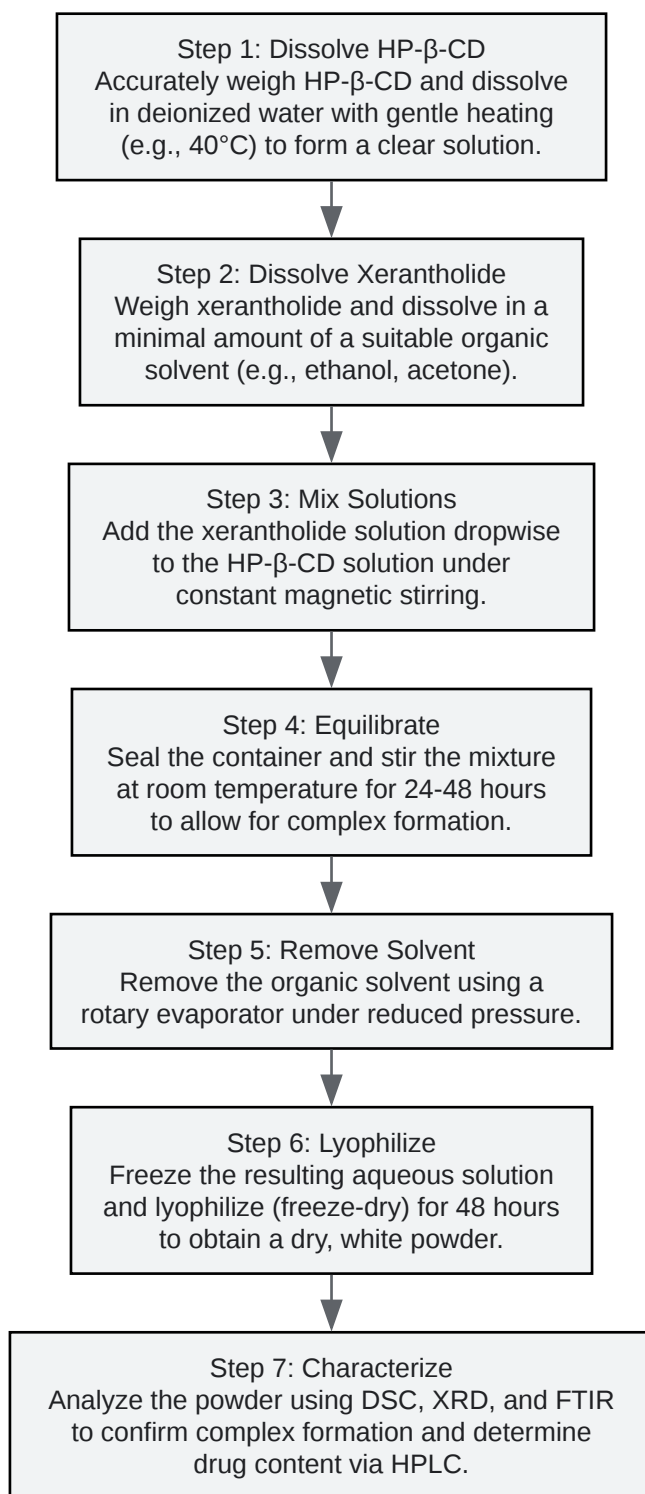 Step 1: Dissolve HP-β-CD
Accurately weigh HP-β-CD and dissolve
in deionized water with gentle heating
(e.g., 40°C) to form a clear solution.
Step 2: Dissolve Xerantholide
Weigh xerantholide and dissolve in a
minimal amount of a suitable organic
solvent (e.g., ethanol, acetone).
Step 3: Mix Solutions
Add the xerantholide solution dropwise
to the HP-β-CD solution under
constant magnetic stirring.
Step 4: Equilibrate
Seal the container and stir the mixture
at room temperature for 24-48 hours
to allow for complex formation.
Step 5: Remove Solvent
Remove the organic solvent using a
rotary evaporator under reduced pressure.
Step 6: Lyophilize
Freeze the resulting aqueous solution
and lyophilize (freeze-dry) for 48 hours
to obtain a dry, white powder.
Step 7: Characterize
Analyze the powder using DSC, XRD, and FTIR
to confirm complex formation and determine
drug content via HPLC.